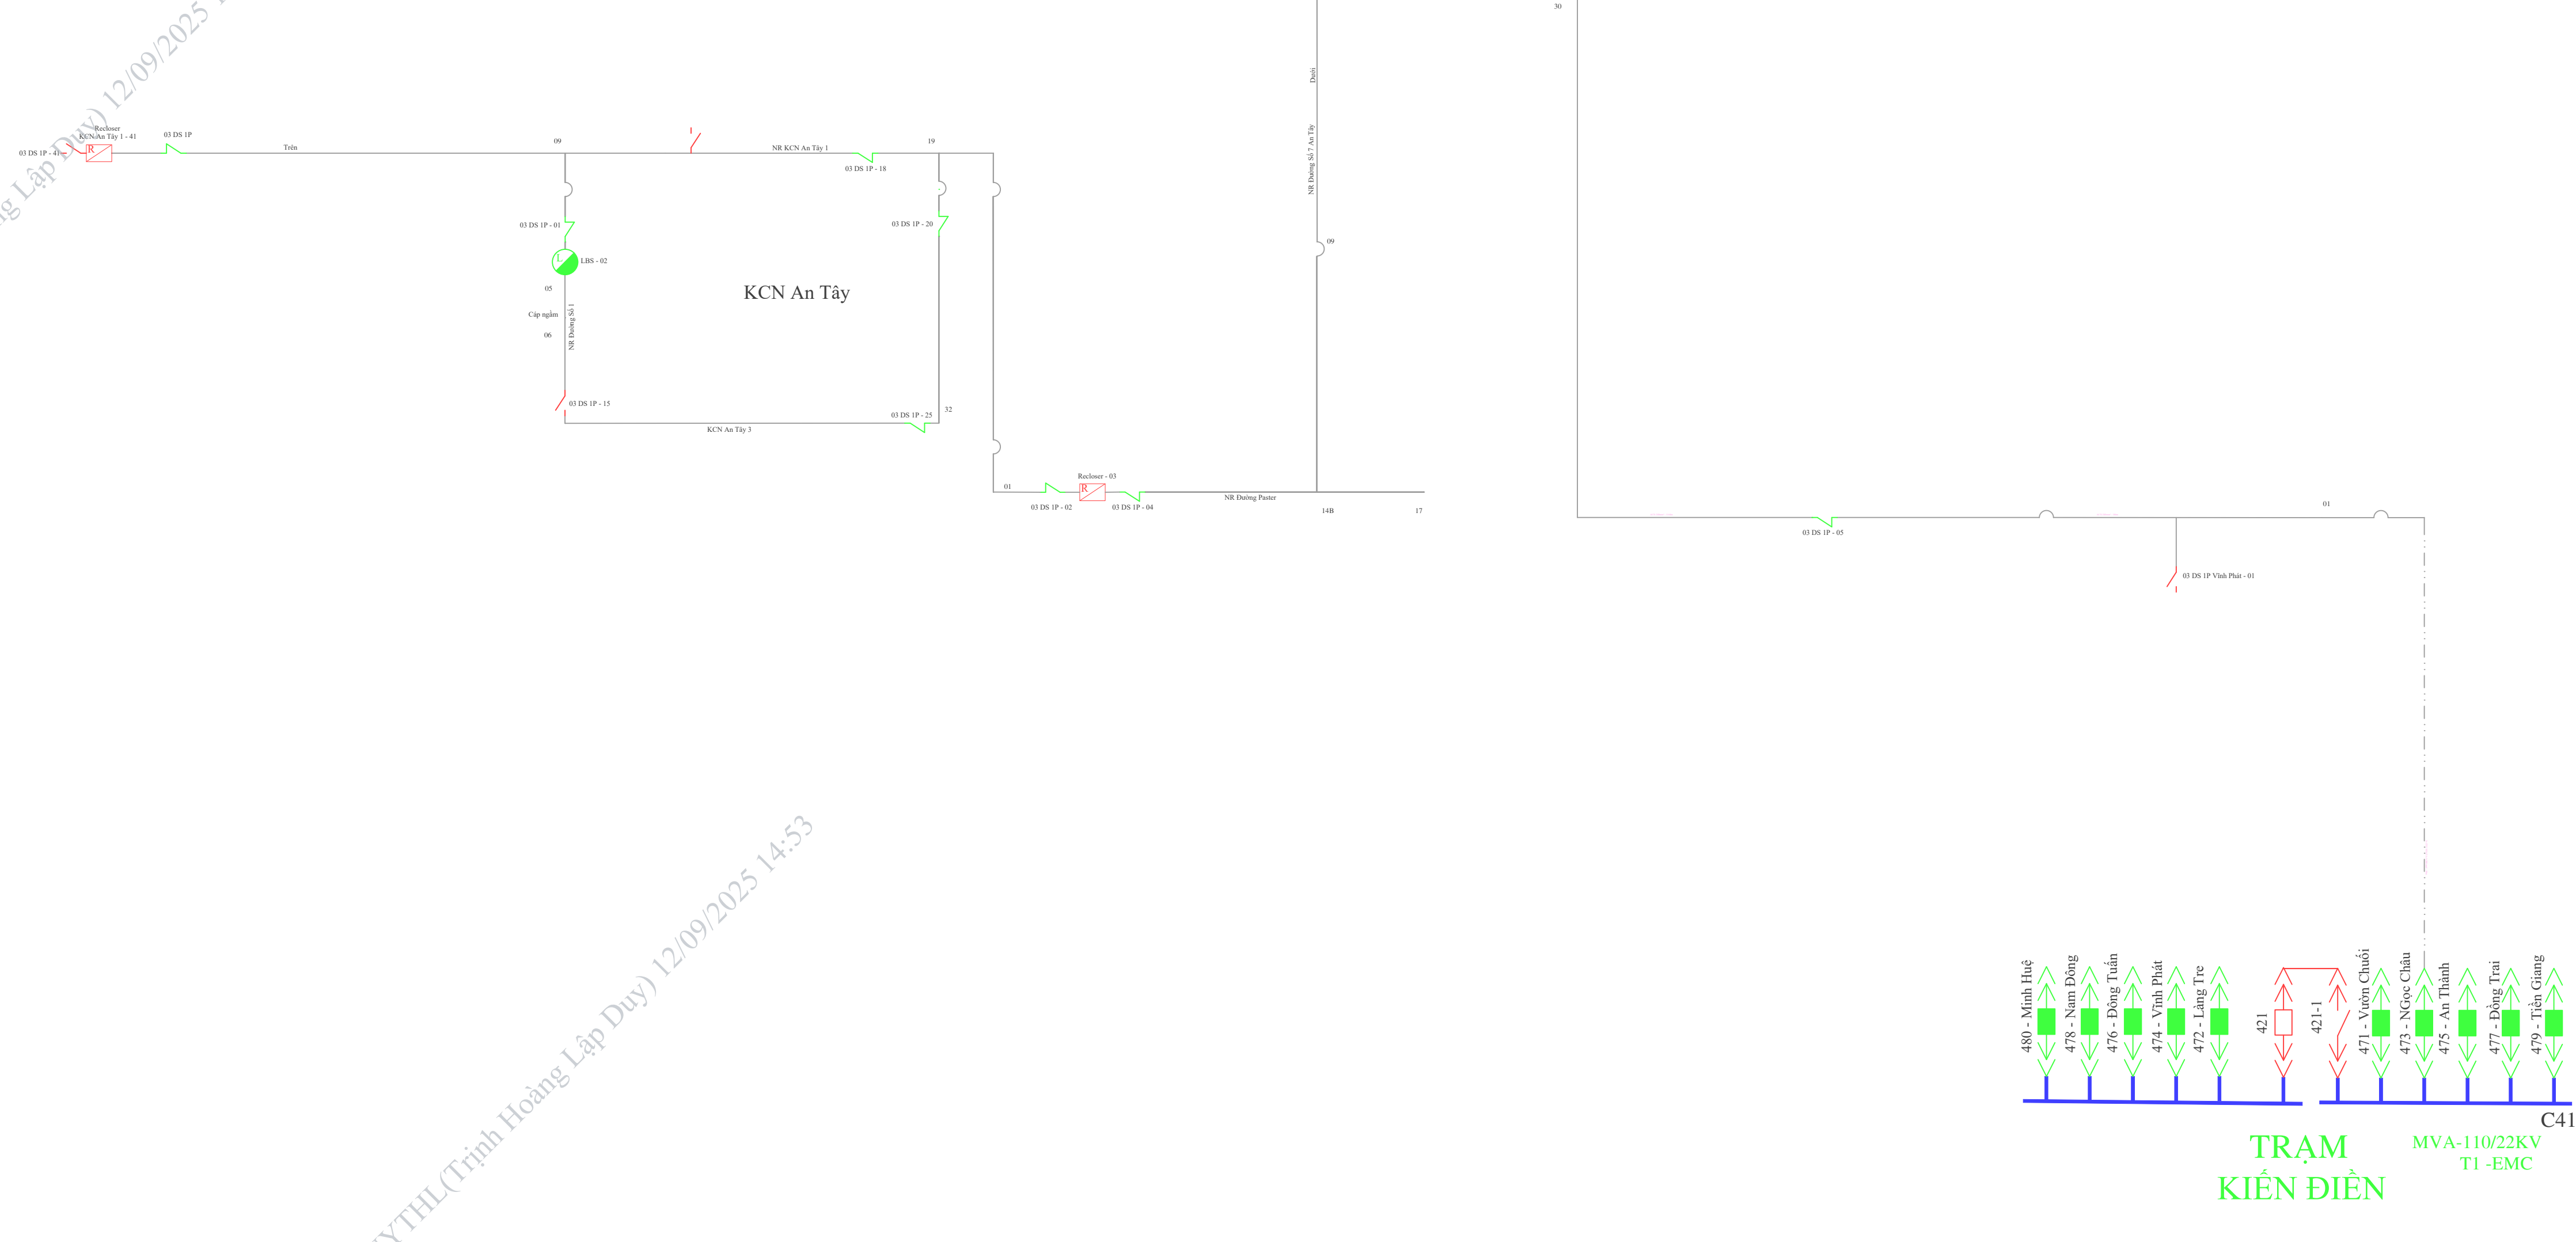 30
Dưới
NR Đường Số 7 An Tây
09
Recloser
KCN An Tây 1 - 41
03 DS 1P - 41
R
03 DS 1P
Trên
09
NR KCN An Tây 1
03 DS 1P - 18
19
03 DS 1P - 01
L
LBS - 02
05
Cáp ngầm
06
NR Đường Số 1
03 DS 1P - 15
KCN An Tây
03 DS 1P - 20
03 DS 1P - 25
32
KCN An Tây 3
01
03 DS 1P - 02
Recloser - 03
R
03 DS 1P - 04
NR Đường Paster
14B
17
03 DS 1P - 05
01
03 DS 1P Vĩnh Phát - 01
480 - Minh Huệ
478 - Nam Đông
476 - Đông Tuấn
474 - Vĩnh Phát
472 - Làng Tre
421
421-1
471 - Vườn Chuối
473 - NGọc Châu
475 - An Thành
477 - Đồng Trai
479 - Tiền Giang
C41
TRẠM
KIẾN ĐIỀN
MVA-110/22KV
T1 -EMC
Lập Duy) 12/09/2025
YTHL(Trịnh Hoàng Lập Duy) 12/09/2025 14:53